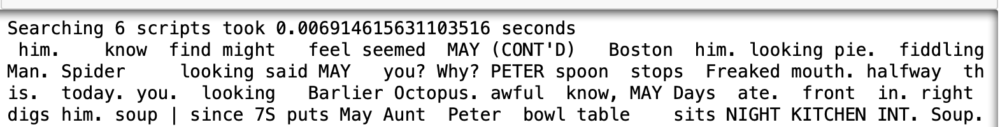 Searching 6 scripts took 0.006914615631103516 seconds
 him.    know  find might   feel seemed  MAY (CONT'D)   Boston  him. looking pie.  fiddling
Man. Spider     looking said MAY   you? Why? PETER spoon  stops  Freaked mouth. halfway  th
is.  today. you.  looking   Barlier Octopus. awful  know, MAY Days  ate.  front  in. right
digs him. soup | since 7S puts May Aunt  Peter  bowl table    sits NIGHT KITCHEN INT. Soup.